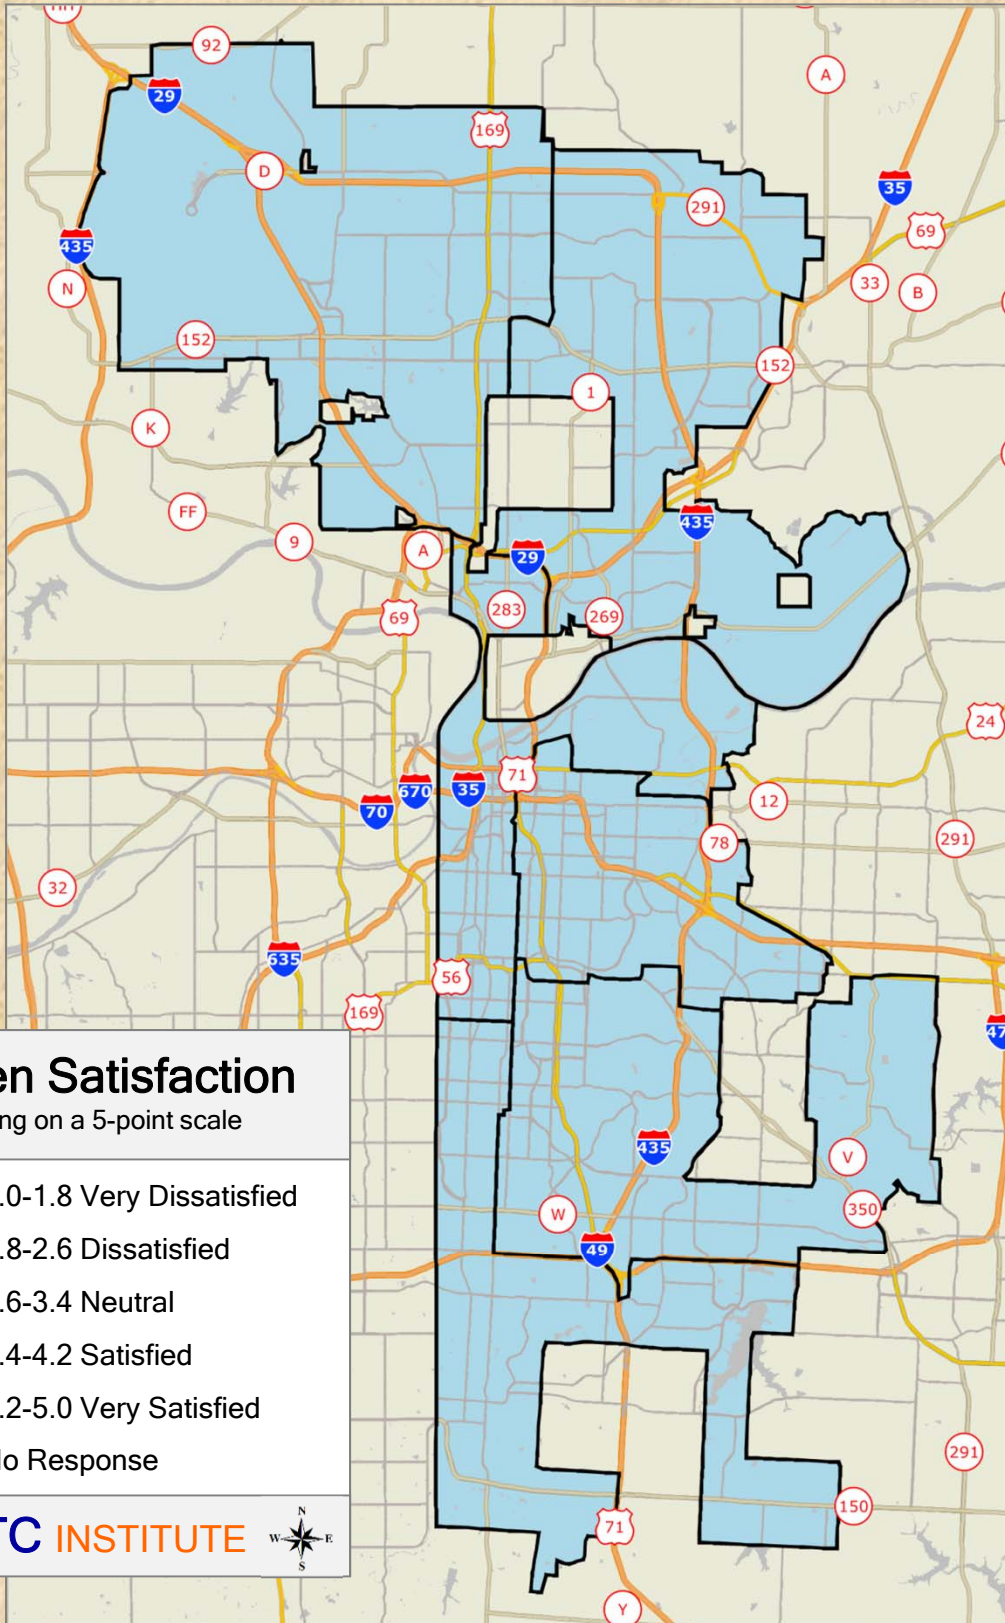 HH
92
A
29
169
D
35
291
69
435
N
33
B
152
152
1
K
FF
435
9
A
29
283
269
69
24
71
670
35
70
12
78
291
32
635
56
169
47
en Satisfaction
ng on a 5-point scale
.0-1.8 Very Dissatisfied
.8-2.6 Dissatisfied
.6-3.4 Neutral
.4-4.2 Satisfied
.2-5.0 Very Satisfied
o Response
TC INSTITUTE
N
W E
S
435
V
W
350
49
291
150
71
Y